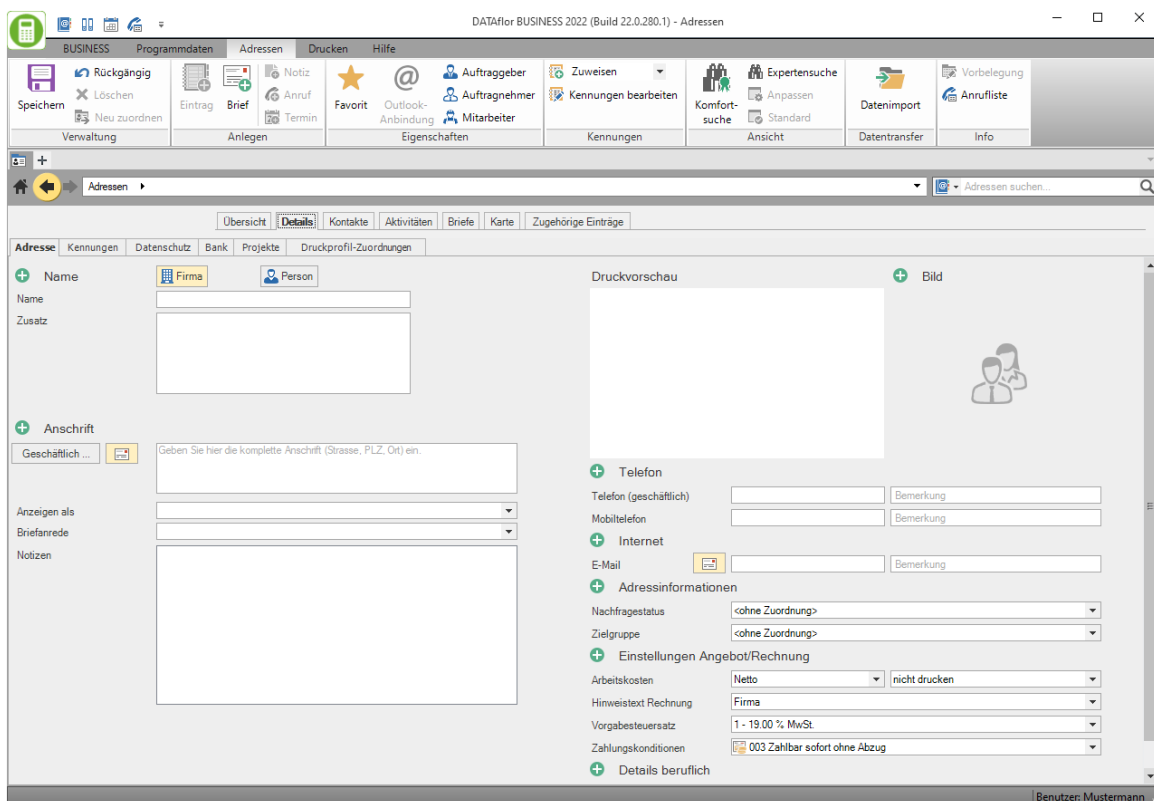 DATAflor BUSINESS 2022 (Build 22.0.280.1) - Adressen
BUSINESS Programmdaten Adressen Drucken Hilfe
Speichern
Rückgängig
Löschen
Neu zuordnen
Verwaltung
Eintrag
Brief
Notiz
Anruf
Termin
Anlegen
Favorit
Outlook-
Anbindung
Auftraggeber
Auftragnehmer
Mitarbeiter
Eigenschaften
Zuweisen
Kennungen bearbeiten
Kennungen
Komfort-
suche
Expertensuche
Anpassen
Standard
Ansicht
Datenimport
Datentransfer
Vorbelegung
Anrufliste
Info
Adressen
Adressen suchen...
Übersicht Details Kontakte Aktivitäten Briefe Karte Zugehörige Einträge
Adresse Kennungen Datenschutz Bank Projekte Druckprofil-Zuordnungen
Name Firma Person
Name
Zusatz
Anschrift
Geschäftlich ... Geben Sie hier die komplette Anschrift (Strasse, PLZ, Ort) ein.
Anzeigen als
Briefanrede
Notizen
Druckvorschau
Bild
Telefon
Telefon (geschäftlich) Bemerkung
Mobiltelefon Bemerkung
Internet
E-Mail Bemerkung
Adressinformationen
Nachfragestatus <ohne Zuordnung>
Zielgruppe <ohne Zuordnung>
Einstellungen Angebot/Rechnung
Arbeitskosten Netto nicht drucken
Hinweistext Rechnung Firma
Vorgabesteuersatz 1 - 19.00 % MwSt.
Zahlungskonditionen 003 Zahlbar sofort ohne Abzug
Details beruflich
Benutzer: Mustermann